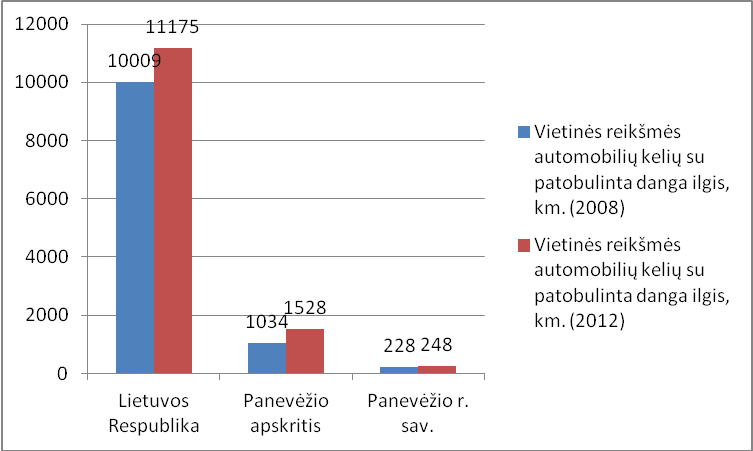 12000
10000
8000
6000
4000
2000
0
10009
11175
1034
1528
228
248
Lietuvos
Respublika
Panevėžio
apskritis
Panevėžio r.
sav.
Vietinės reikšmės
automobilių kelių su
patobulinta danga ilgis,
km. (2008)
Vietinės reikšmės
automobilių kelių su
patobulinta danga ilgis,
km. (2012)